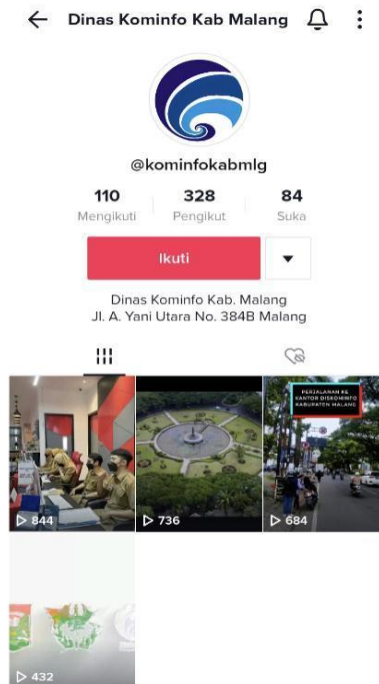 Dinas Kominfo Kab Malang
@kominfokabmlg
110 328 84
Mengikuti Pengikut Suka
Ikuti
Dinas Kominfo Kab. Malang
Jl. A. Yani Utara No. 384B Malang
PERJALANAN KE
KANTOR DISKOMINFO
KABUPATEN MALANG
844 736 684
432